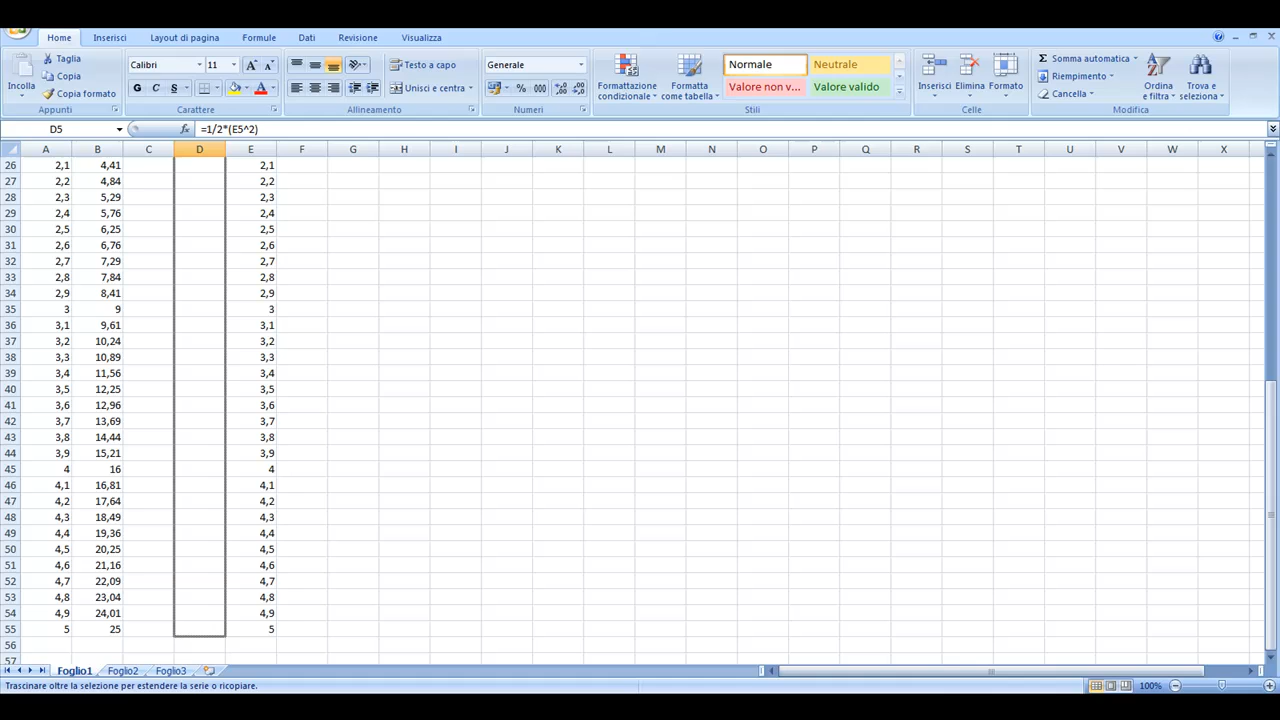 Home Inserisci Layout di pagina Formule Dati Revisione Visualizza
Taglia
Copia
Copia formato
Incolla
Appunti
Calibri 11
G C S
Carattere
Testo a capo
Unisci e centra
Allineamento
Generale
% 000
Numeri
Formattazione condizionale
Formatta come tabella
Normale Neutrale
Valore non v... Valore valido
Stili
Inserisci Elimina Formato
Celle
Somma automatica
Riempimento
Cancella
Ordina e filtra
Trova e seleziona
Modifica
D5 fx =1/2*(E5^2)
A B C D E F G H I J K L M N O P Q R S T U V W X
26 2,1 4,41 2,1
27 2,2 4,84 2,2
28 2,3 5,29 2,3
29 2,4 5,76 2,4
30 2,5 6,25 2,5
31 2,6 6,76 2,6
32 2,7 7,29 2,7
33 2,8 7,84 2,8
34 2,9 8,41 2,9
35 3 9 3
36 3,1 9,61 3,1
37 3,2 10,24 3,2
38 3,3 10,89 3,3
39 3,4 11,56 3,4
40 3,5 12,25 3,5
41 3,6 12,96 3,6
42 3,7 13,69 3,7
43 3,8 14,44 3,8
44 3,9 15,21 3,9
45 4 16 4
46 4,1 16,81 4,1
47 4,2 17,64 4,2
48 4,3 18,49 4,3
49 4,4 19,36 4,4
50 4,5 20,25 4,5
51 4,6 21,16 4,6
52 4,7 22,09 4,7
53 4,8 23,04 4,8
54 4,9 24,01 4,9
55 5 25 5
56
57
Foglio1 Foglio2 Foglio3
Trascinare oltre la selezione per estendere la serie o ricopiare. 100%